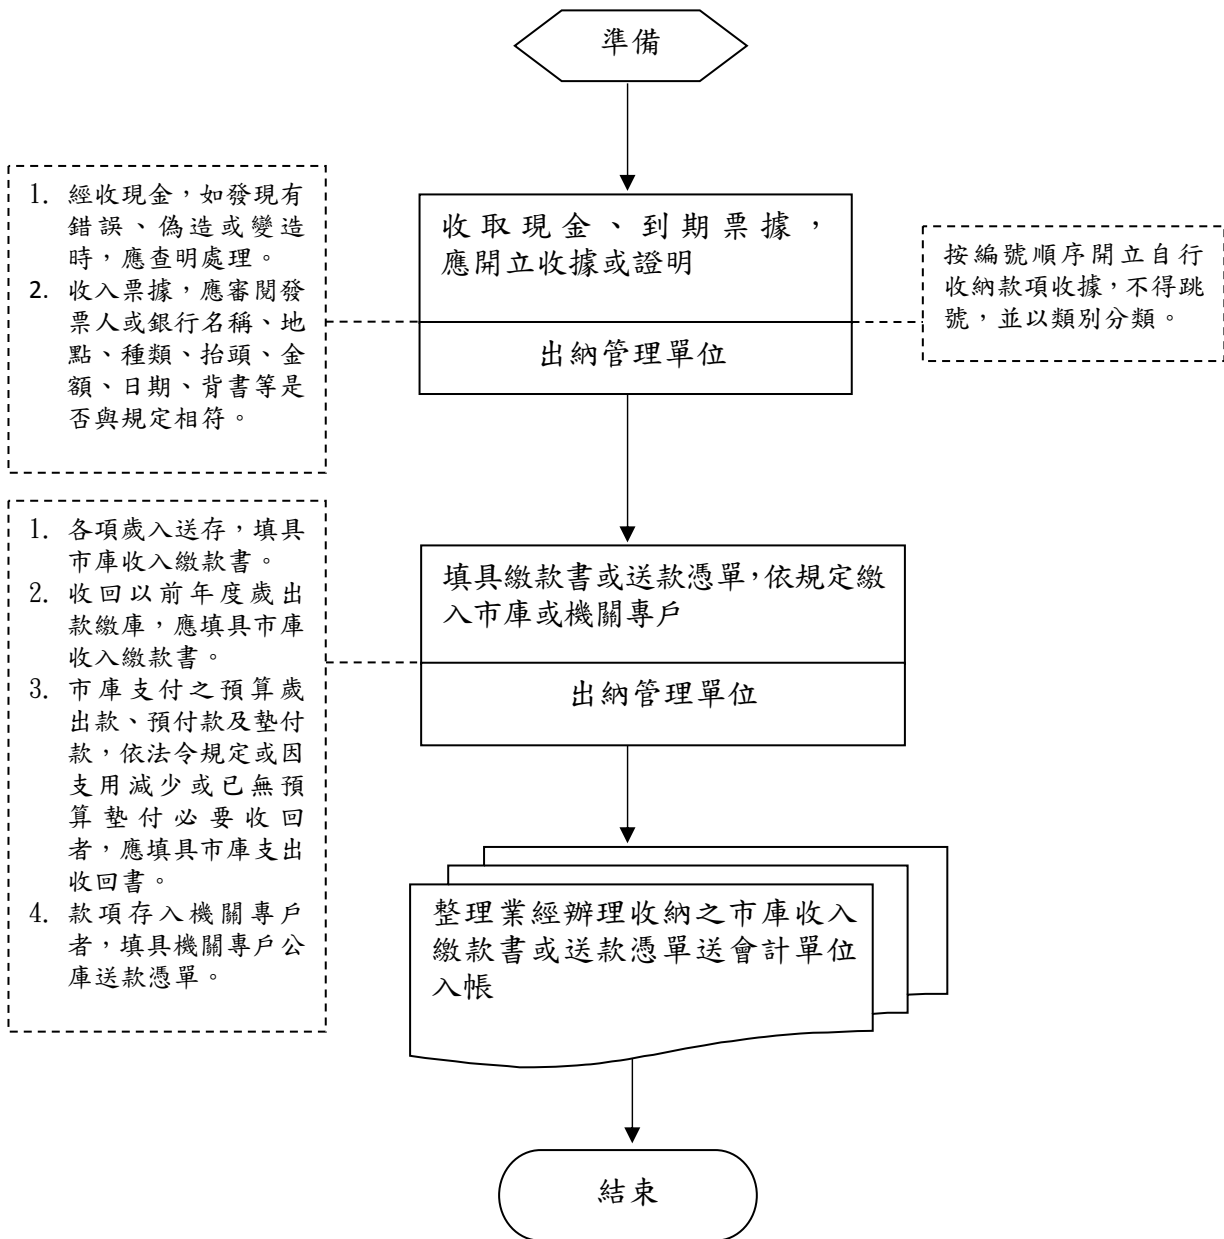 準備
1. 經收現金，如發現有
錯誤、偽造或變造
時，應查明處理。
2. 收入票據，應審閱發
票人或銀行名稱、地
點、種類、抬頭、金
額、日期、背書等是
否與規定相符。
收取現金、到期票據，
應開立收據或證明
出納管理單位
按編號順序開立自行
收納款項收據，不得跳
號，並以類別分類。
1. 各項歲入送存，填具
市庫收入繳款書。
2. 收回以前年度歲出
款繳庫，應填具市庫
收入繳款書。
3. 市庫支付之預算歲
出款、預付款及墊付
款，依法令規定或因
支用減少或已無預
算墊付必要收回
者，應填具市庫支出
收回書。
4. 款項存入機關專戶
者，填具機關專戶公
庫送款憑單。
填具繳款書或送款憑單，依規定繳
入市庫或機關專戶
出納管理單位
整理業經辦理收納之市庫收入
繳款書或送款憑單送會計單位
入帳
結束